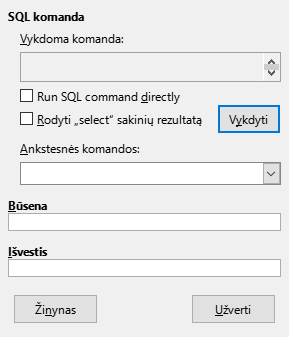 SQL komanda
Vykdoma komanda:
Run SQL command directly
Rodyti „select“ sakinių rezultatą
Vykdyti
Ankstesnės komandos:
Būsena
Išvestis
Žinynas
Užverti